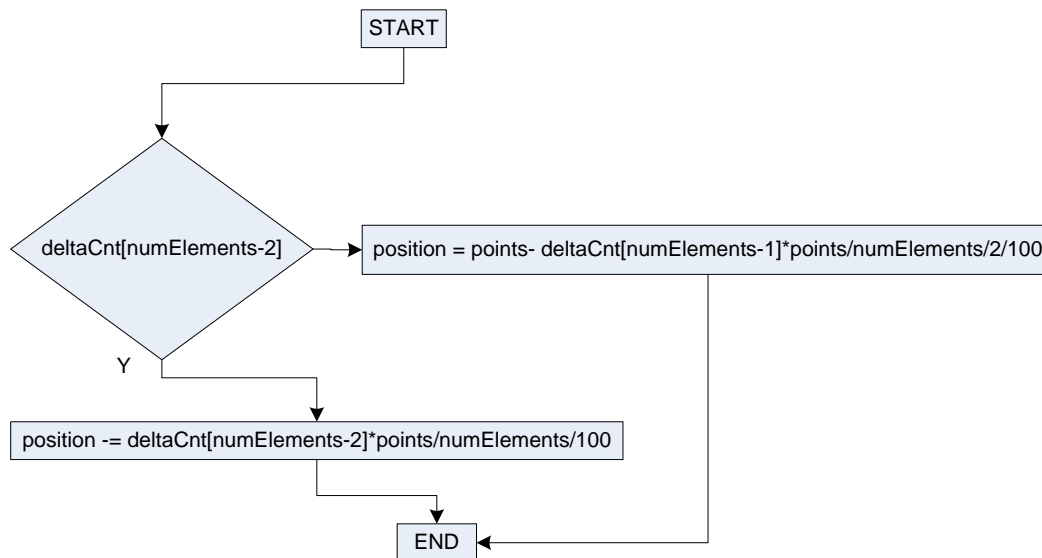 START
deltaCnt[numElements-2]
position = points- deltaCnt[numElements-1]*points/numElements/2/100
Y
position -= deltaCnt[numElements-2]*points/numElements/100
END